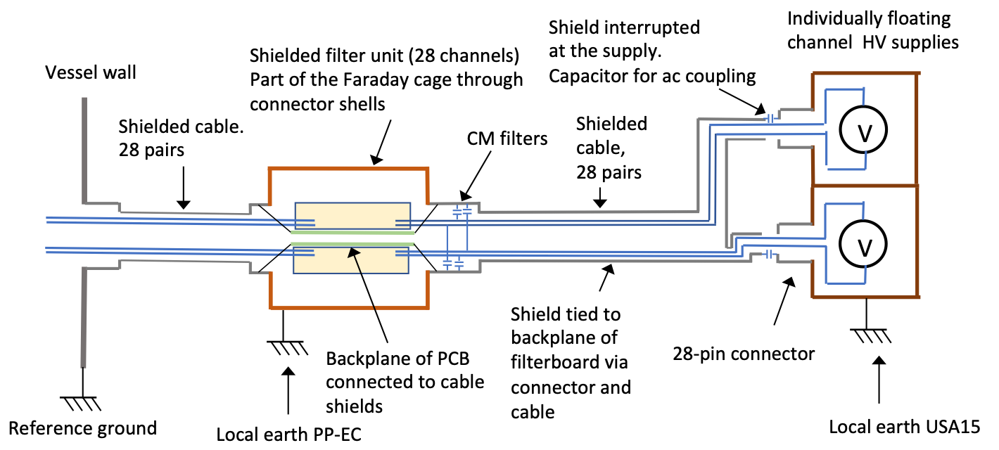 Individually floating
channel  HV supplies
Shield interrupted
at the supply.
Capacitor for ac coupling
Shielded filter unit (28 channels)
Part of the Faraday cage through
connector shells
Vessel wall
Shielded cable.
28 pairs
CM filters
Shielded
cable,
28 pairs
V
V
Shield tied to
backplane of
filterboard via
connector and
cable
28-pin connector
Backplane of PCB
connected to cable
shields
Reference ground
Local earth PP-EC
Local earth USA15